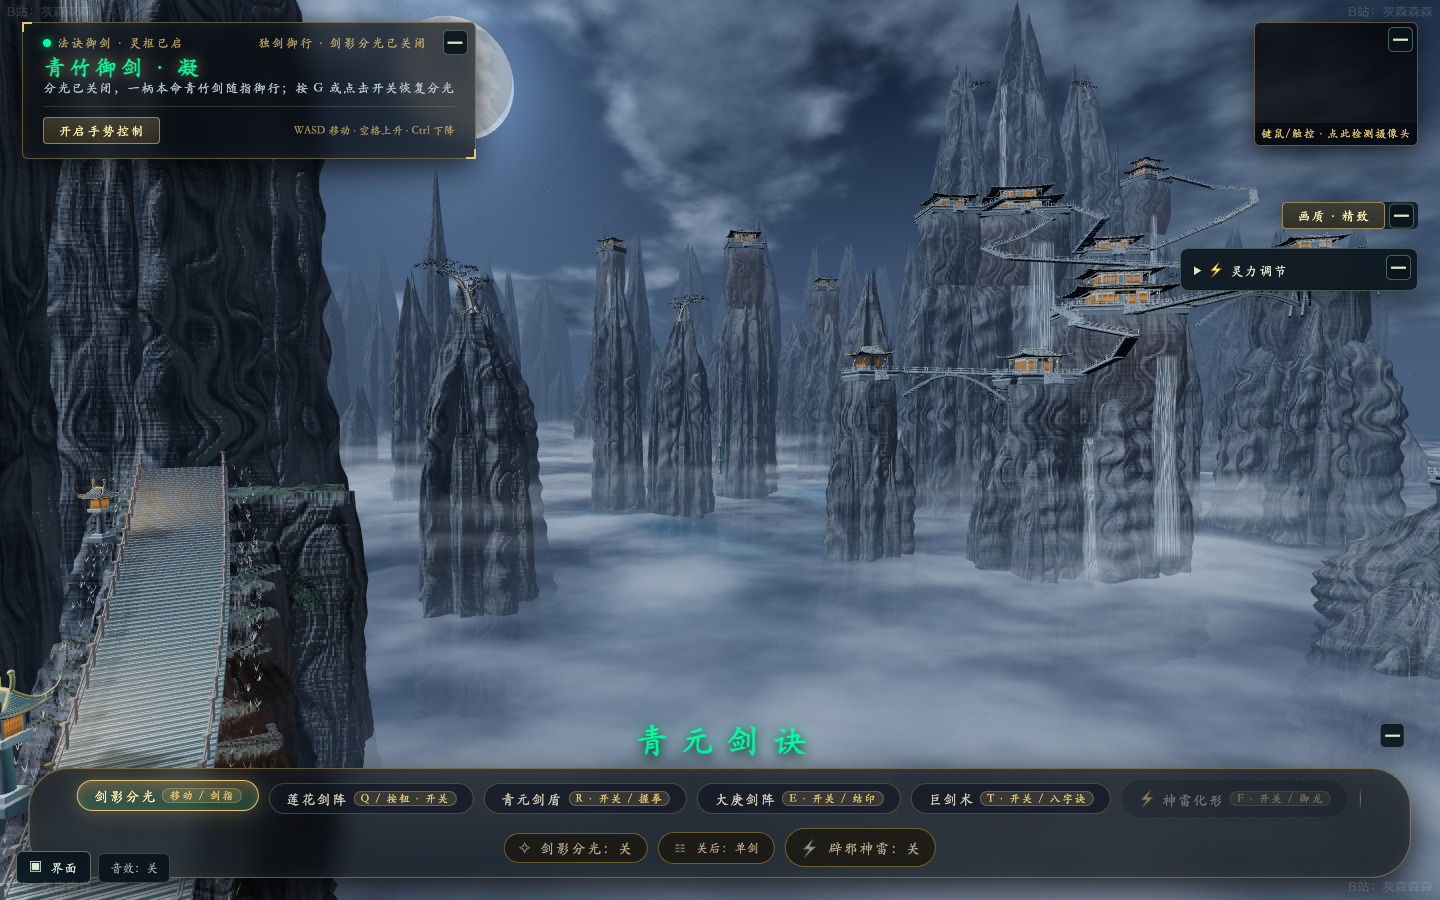 B站：灰森森森
B站：灰森森森
法诀御剑 · 灵枢已启
独剑御行 · 剑影分光已关闭
青竹御剑 · 凝
分光已关闭，一柄本命青竹剑随指御行；按 G 或点击开关恢复分光
开启手势控制
WASD 移动 · 空格上升 · Ctrl 下降
键鼠/触控 · 点此检测摄像头
画质 · 精致
▶ ⚡ 灵力调节
青元剑诀
剑影分光 移动 / 剑指
莲花剑阵 Q / 按钮 · 开关
青元剑盾 R · 开关 / 握拳
大庚剑阵 E · 开关 / 结印
巨剑术 T · 开关 / 八字诀
⚡ 神雷化形 F · 开关 / 御龙
✧ 剑影分光：关
☷ 关后：单剑
⚡ 辟邪神雷：关
▣ 界面
音效：关
B站：灰森森森